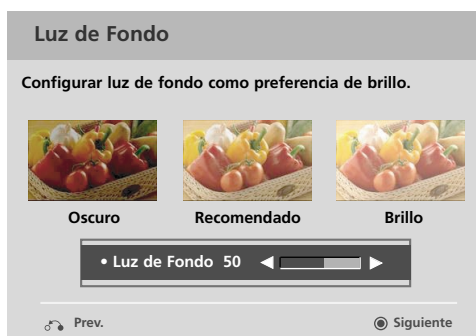 Luz de Fondo
Configurar luz de fondo como preferencia de brillo.
Oscuro Recomendado Brillo
• Luz de Fondo 50
Prev. Siguiente